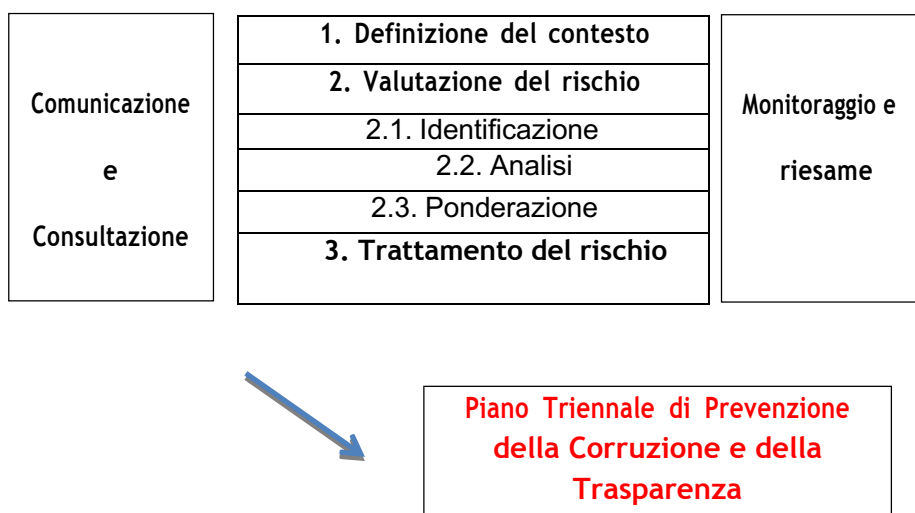 Comunicazione
e
Consultazione
1. Definizione del contesto
2. Valutazione del rischio
2.1. Identificazione
2.2. Analisi
2.3. Ponderazione
3. Trattamento del rischio
Monitoraggio e
riesame
Piano Triennale di Prevenzione
della Corruzione e della
Trasparenza